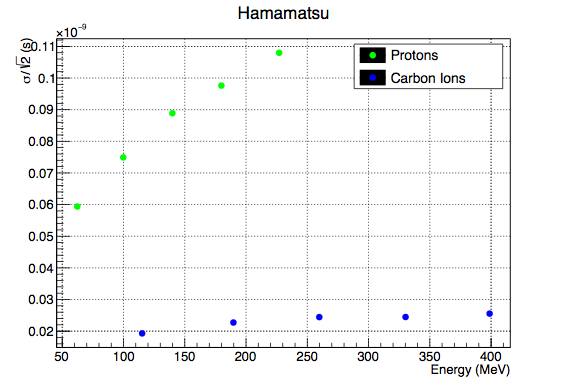 Hamamatsu
×10⁻⁹
σ/√2 (s)
0.11
0.1
0.09
0.08
0.07
0.06
0.05
0.04
0.03
0.02
Protons
Carbon Ions
50 100 150 200 250 300 350 400
Energy (MeV)